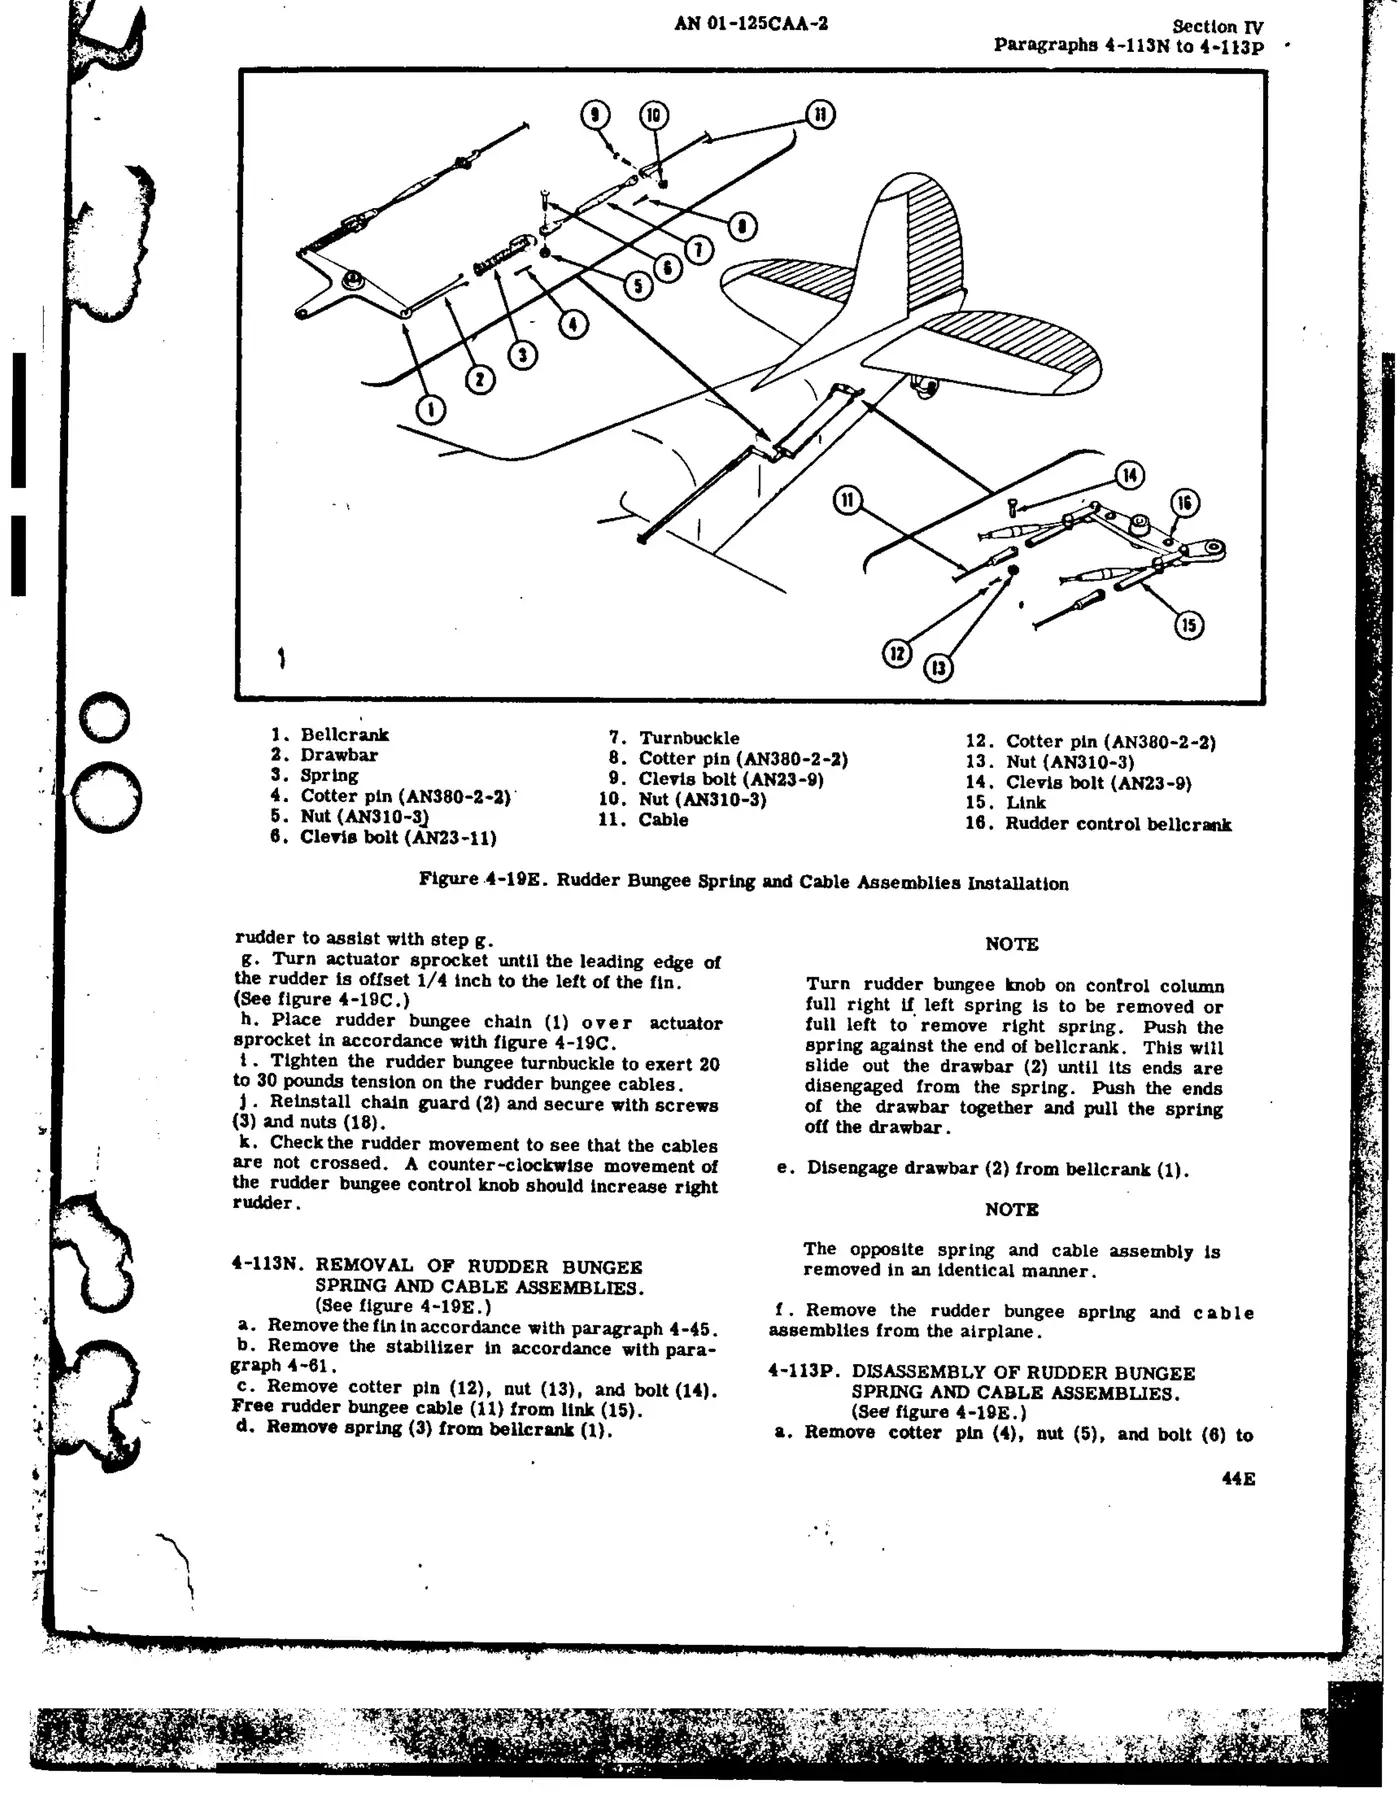 AN 01-125CAA-2
Section IV
Paragraphs 4-113N to 4-113P
9
10
11
8
7
6
5
4
3
2
1
14
11
16
15
12
13
1. Bellcrank
2. Drawbar
3. Spring
4. Cotter pin (AN380-2-2)
5. Nut (AN310-3)
6. Clevis bolt (AN23-11)
7. Turnbuckle
8. Cotter pin (AN380-2-2)
9. Clevis bolt (AN23-9)
10. Nut (AN310-3)
11. Cable
12. Cotter pin (AN380-2-2)
13. Nut (AN310-3)
14. Clevis bolt (AN23-9)
15. Link
16. Rudder control bellcrank
Figure 4-19E. Rudder Bungee Spring and Cable Assemblies Installation
rudder to assist with step g.
g. Turn actuator sprocket until the leading edge of
the rudder is offset 1/4 inch to the left of the fin.
(See figure 4-19C.)
h. Place rudder bungee chain (1) over actuator
sprocket in accordance with figure 4-19C.
i. Tighten the rudder bungee turnbuckle to exert 20
to 30 pounds tension on the rudder bungee cables.
j. Reinstall chain guard (2) and secure with screws
(3) and nuts (18).
k. Check the rudder movement to see that the cables
are not crossed. A counter-clockwise movement of
the rudder bungee control knob should increase right
rudder.
4-113N. REMOVAL OF RUDDER BUNGEE
SPRING AND CABLE ASSEMBLIES.
(See figure 4-19E.)
a. Remove the fin in accordance with paragraph 4-45.
b. Remove the stabilizer in accordance with para-
graph 4-61.
c. Remove cotter pin (12), nut (13), and bolt (14).
Free rudder bungee cable (11) from link (15).
d. Remove spring (3) from bellcrank (1).
NOTE
Turn rudder bungee knob on control column
full right if left spring is to be removed or
full left to remove right spring. Push the
spring against the end of bellcrank. This will
slide out the drawbar (2) until its ends are
disengaged from the spring. Push the ends
of the drawbar together and pull the spring
off the drawbar.
e. Disengage drawbar (2) from bellcrank (1).
NOTE
The opposite spring and cable assembly is
removed in an identical manner.
f. Remove the rudder bungee spring and cable
assemblies from the airplane.
4-113P. DISASSEMBLY OF RUDDER BUNGEE
SPRING AND CABLE ASSEMBLIES.
(See figure 4-19E.)
a. Remove cotter pin (4), nut (5), and bolt (6) to
44E